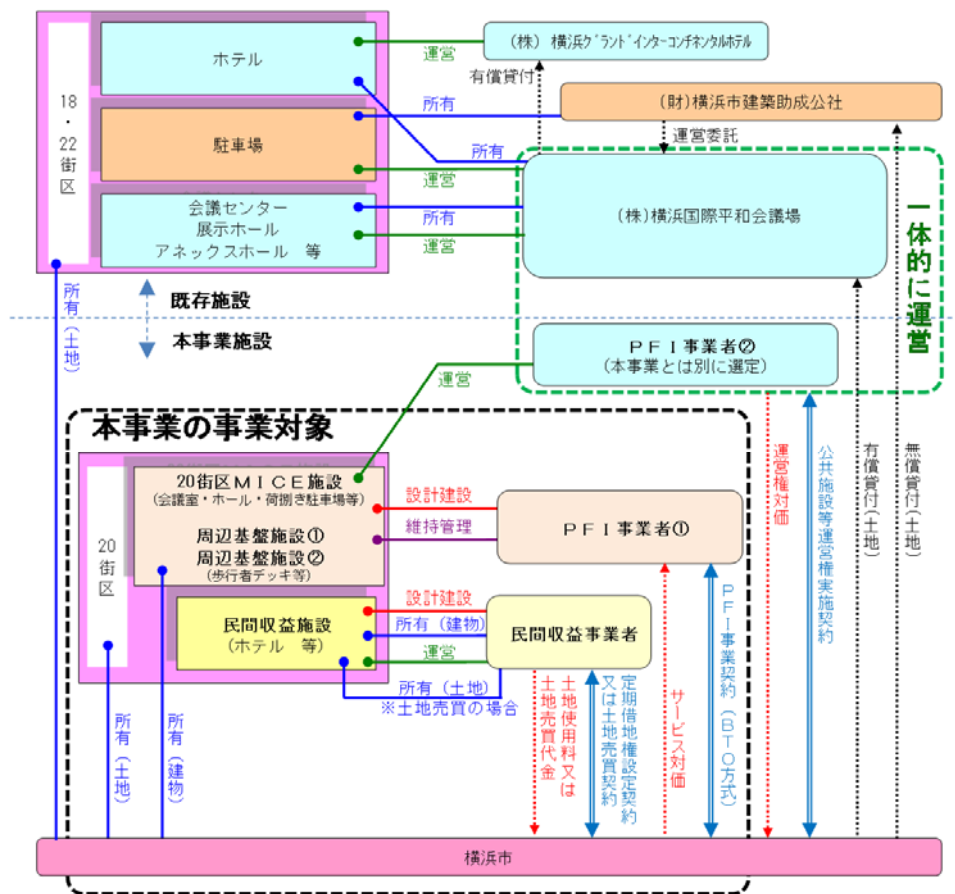 (株) 横浜グランドインターコンチネンタルホテル
ホテル
運営
有償貸付
(財)横浜市建築助成公社
所有
18・22街区
駐車場
運営委託
所有
運営
会議センター
展示ホール
アネックスホール 等
所有
運営
(株)横浜国際平和会議場
一体的に運営
所有(土地)
既存施設
本事業施設
PFI事業者②
(本事業とは別に選定)
運営
本事業の事業対象
20街区
20街区MICE施設
(会議室・ホール・荷捌き駐車場等)
周辺基盤施設①
周辺基盤施設②
(歩行者デッキ等)
設計建設
維持管理
PFI事業者①
運営権対価
公共施設等運営権実施契約
有償貸付(土地)
無償貸付(土地)
民間収益施設
(ホテル 等)
設計建設
所有(建物)
運営
民間収益事業者
所有(土地)
※土地売買の場合
所有(土地)
所有(建物)
土地使用料又は
土地売買代金
定期借地権設定契約
又は土地売買契約
サービス対価
PFI事業契約(BTO方式)
横浜市